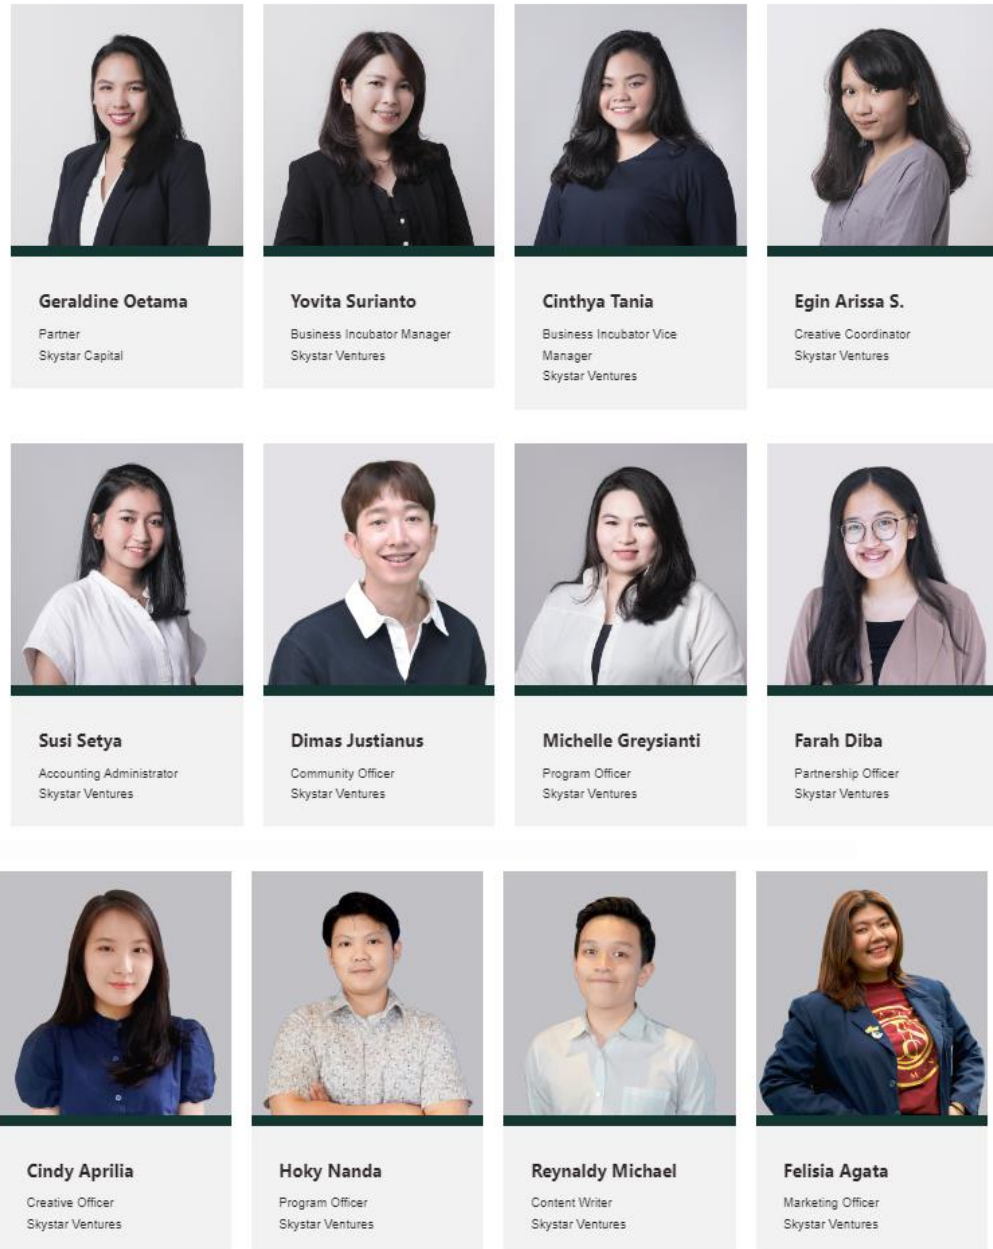 Geraldine Oetama
Partner
Skystar Capital
Yovita Surianto
Business Incubator Manager
Skystar Ventures
Cinthya Tania
Business Incubator Vice
Manager
Skystar Ventures
Egin Arissa S.
Creative Coordinator
Skystar Ventures
Susi Setya
Accounting Administrator
Skystar Ventures
Dimas Justianus
Community Officer
Skystar Ventures
Michelle Greysianti
Program Officer
Skystar Ventures
Farah Diba
Partnership Officer
Skystar Ventures
Cindy Aprilia
Creative Officer
Skystar Ventures
Hoky Nanda
Program Officer
Skystar Ventures
Reynaldy Michael
Content Writer
Skystar Ventures
Felisia Agata
Marketing Officer
Skystar Ventures